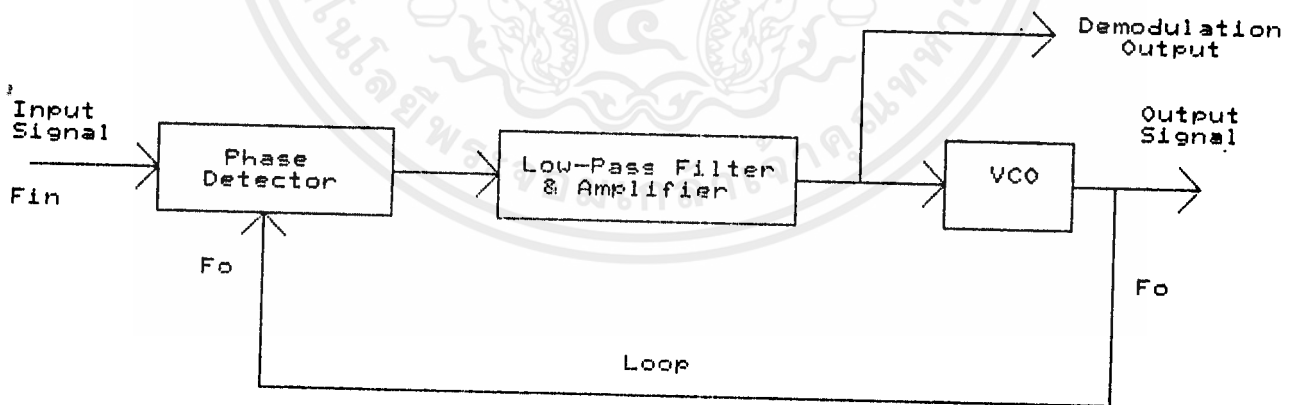 Demodulation
Output
Input
Signal
Output
Signal
Phase
Detector
Low-Pass Filter
& Amplifier
VCO
Fin
Fo
Fo
Loop